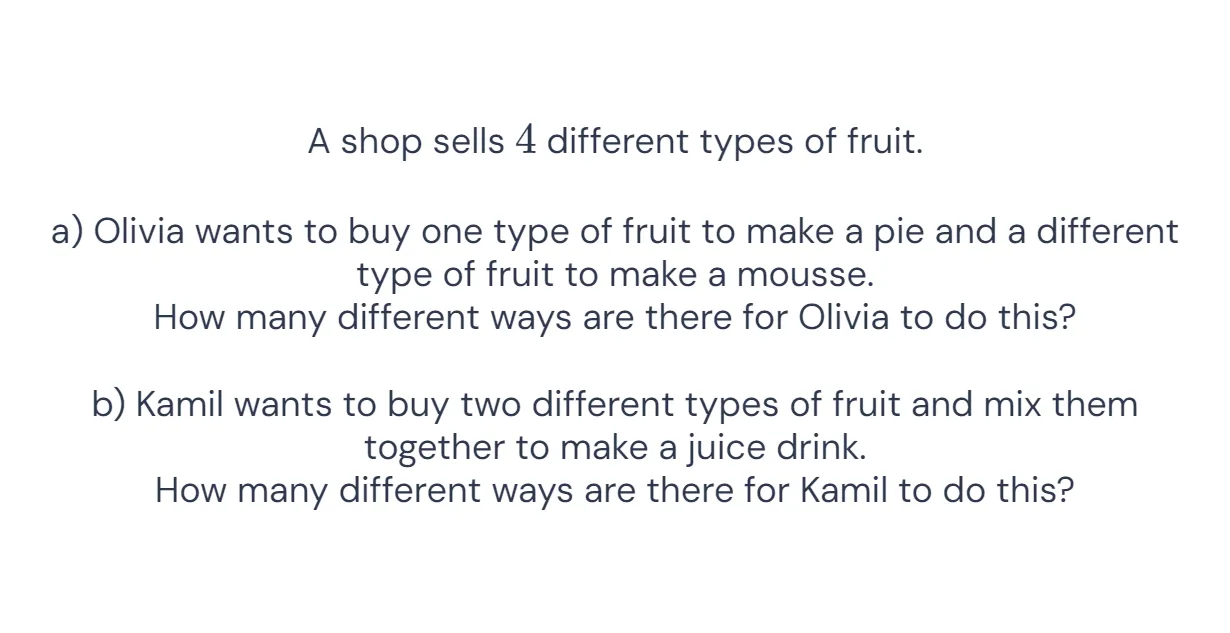 A shop sells 4 different types of fruit.
a) Olivia wants to buy one type of fruit to make a pie and a different
type of fruit to make a mousse.
How many different ways are there for Olivia to do this?
b) Kamil wants to buy two different types of fruit and mix them
together to make a juice drink.
How many different ways are there for Kamil to do this?